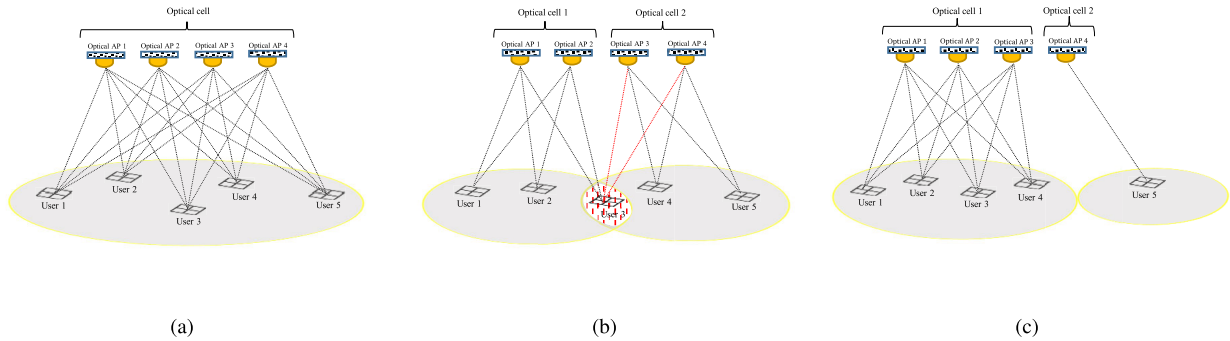 Optical cell
Optical AP 1 Optical AP 2 Optical AP 3 Optical AP 4
User 1
User 2
User 3
User 4
User 5
(a)
Optical cell 1 Optical cell 2
Optical AP 1 Optical AP 2 Optical AP 3 Optical AP 4
User 1
User 2
User 3
User 4
User 5
(b)
Optical cell 1 Optical cell 2
Optical AP 1 Optical AP 2 Optical AP 3 Optical AP 4
User 1
User 2
User 3
User 4
User 5
(c)